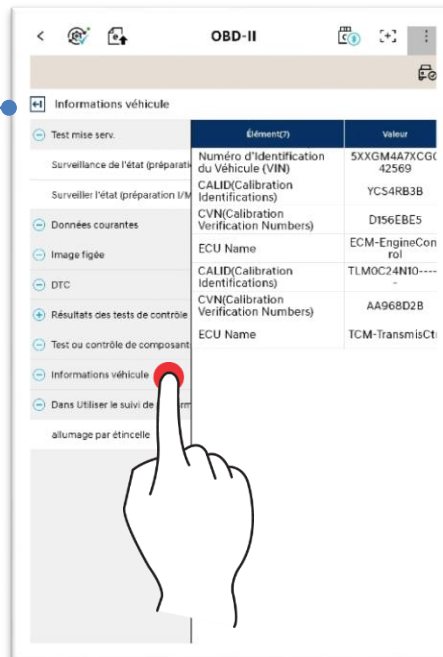 OBD-II
Informations véhicule
Test mise serv.
Surveillance de l'état (préparati
Surveiller l'état (préparation I/M
Données courantes
Image figée
DTC
Résultats des tests de contrôle
Test ou contrôle de composant
Informations véhicule
Dans Utiliser le suivi de
allumage par étincelle
Élément(7) Valeur
Numéro d'Identification
du Véhicule (VIN)
5XXGM4A7XCG(
42569
CALID(Calibration
Identifications)
YCS4RB3B
CVN(Calibration
Verification Numbers)
D156EBE5
ECU Name
ECM-EngineCon
rol
CALID(Calibration
Identifications)
TLM0C24N10----
-
CVN(Calibration
Verification Numbers)
AA968D2B
ECU Name
TCM-TransmisCt